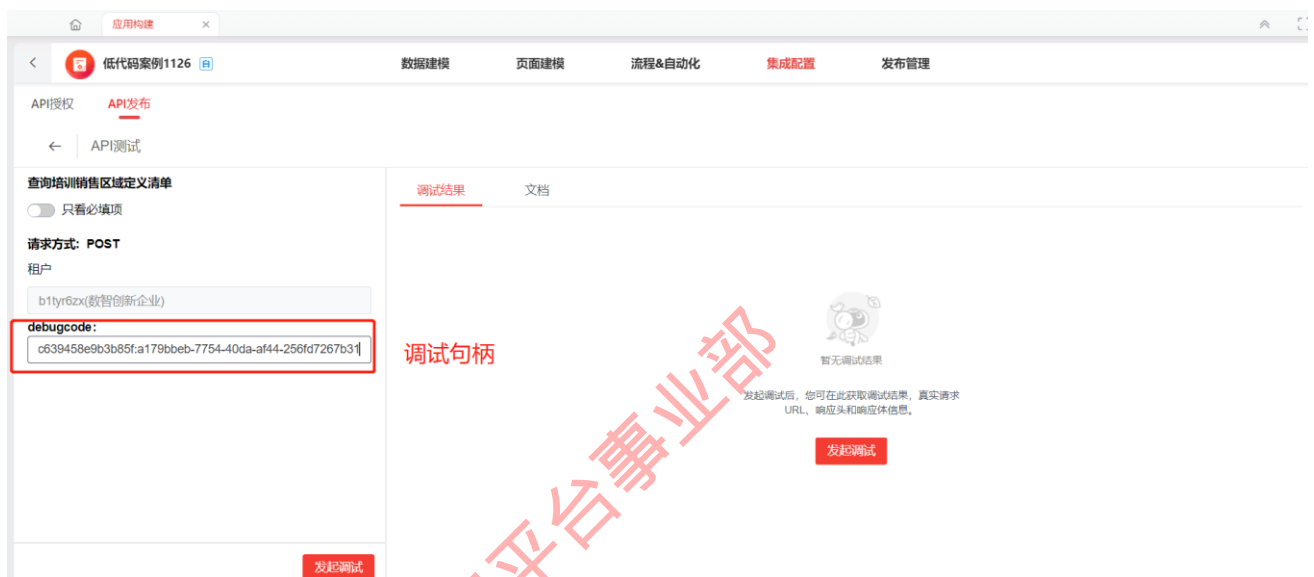 应用构建 ×
低代码案例1126 自
数据建模 页面建模 流程&自动化 集成配置 发布管理
API授权 API发布
← API测试
查询培训销售区域定义清单
调试结果 文档
只看必填项
请求方式：POST
租户
b1tyr6zx(数智创新企业)
debugcode：
c639458e9b3b85f:a179bbeb-7754-40da-af44-256fd7267b31
调试句柄
暂无调试结果
发起调试后，您可在此获取调试结果，真实请求
URL、响应头和响应体信息。
发起调试
发起调试
平台事业部